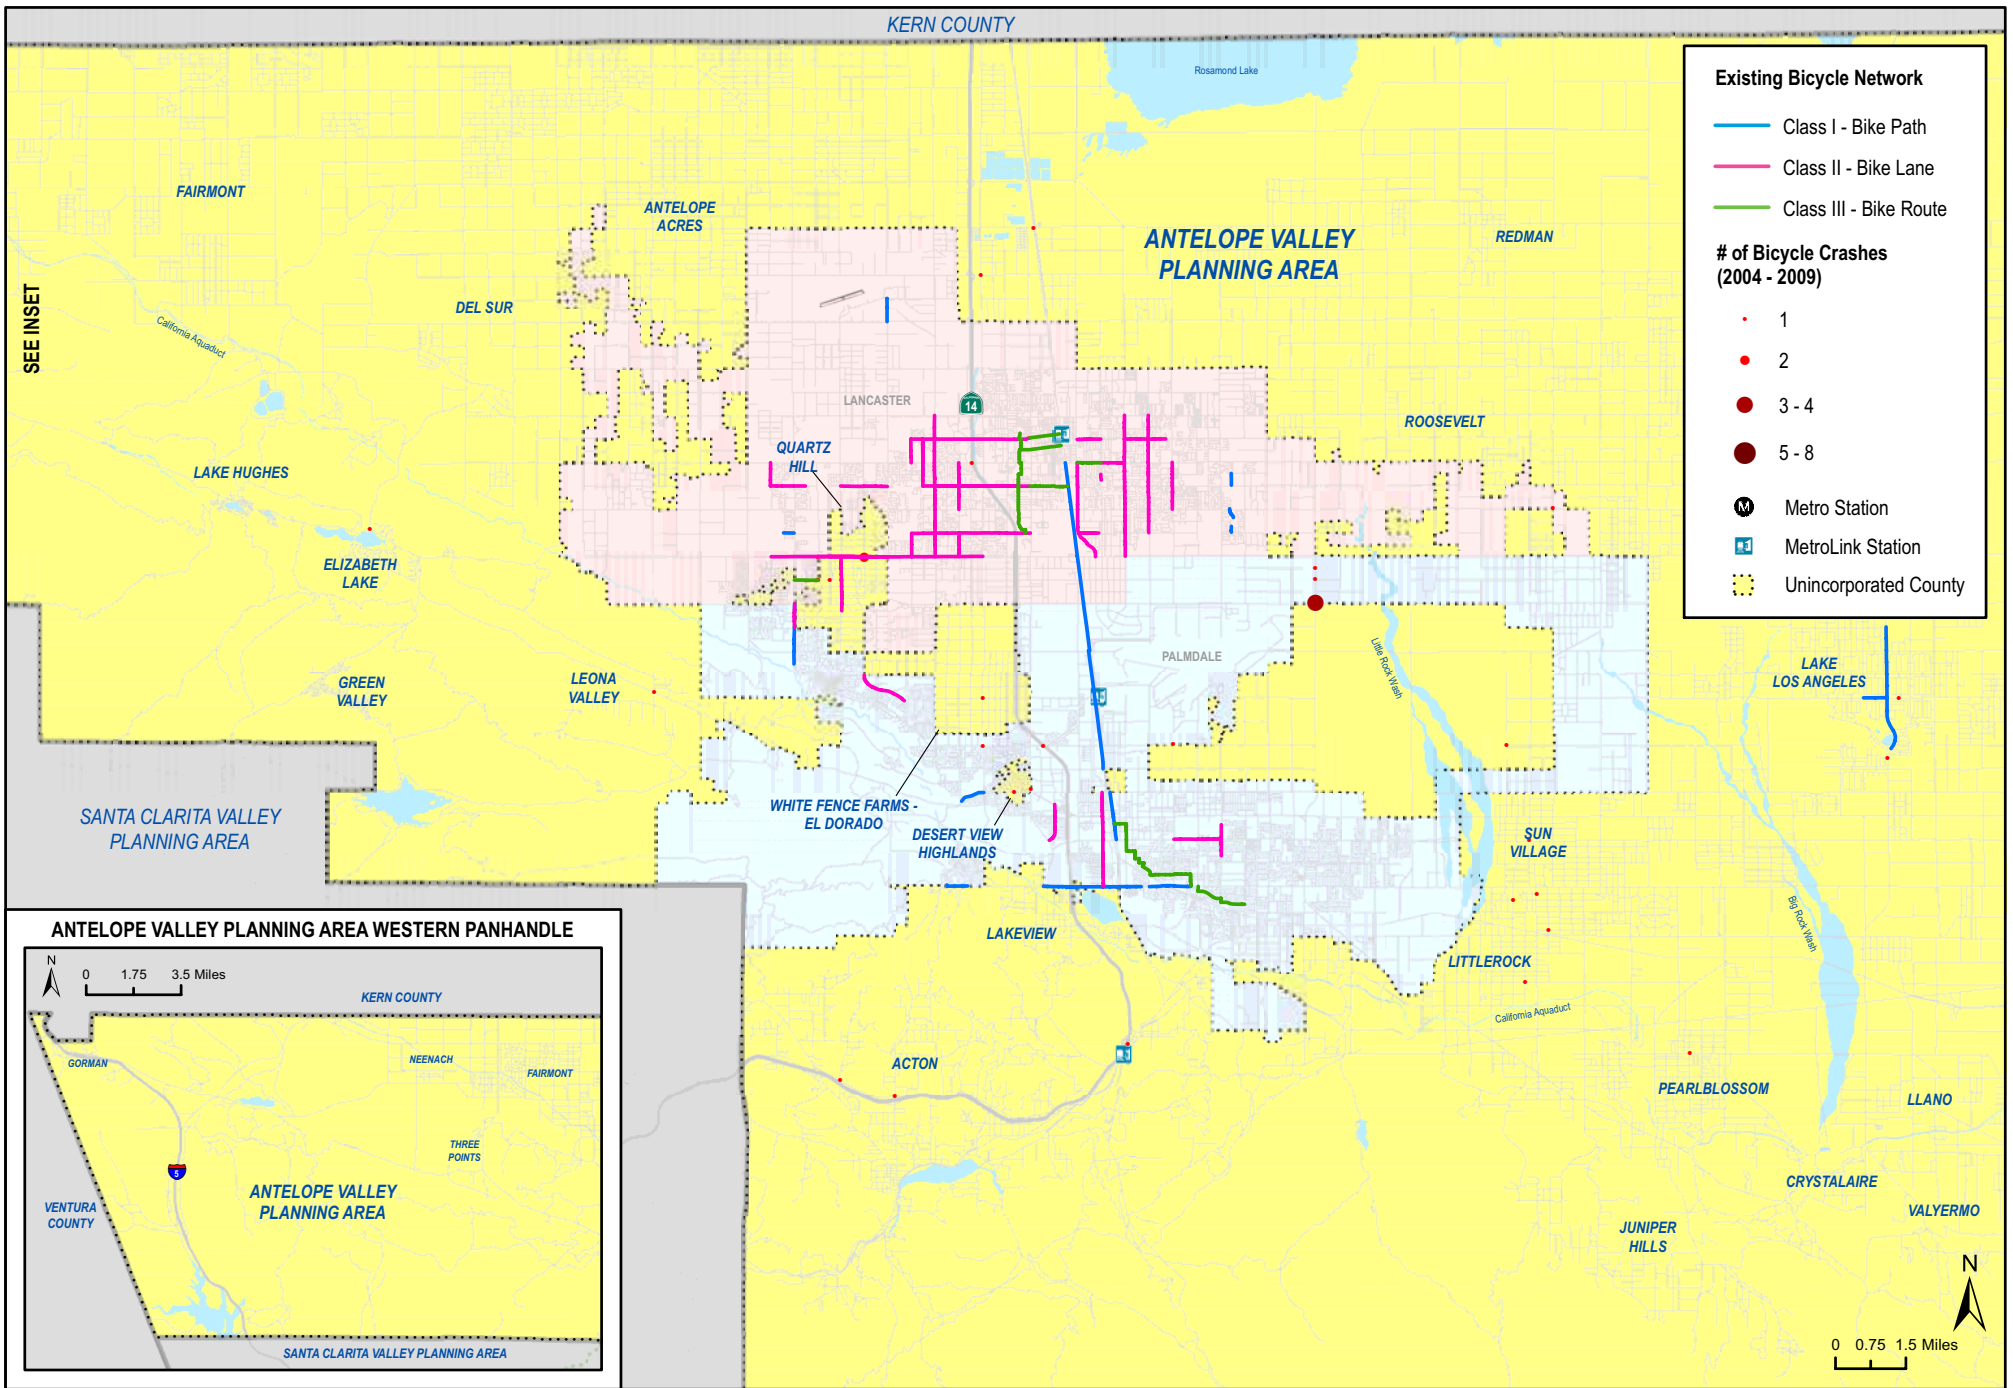 KERN COUNTY
Rosamond Lake
Existing Bicycle Network
Class I - Bike Path
Class II - Bike Lane
Class III - Bike Route
# of Bicycle Crashes
(2004 - 2009)
1
2
3 - 4
5 - 8
M
Metro Station
MetroLink Station
Unincorporated County
SEE INSET
FAIRMONT
ANTELOPE
ACRES
ANTELOPE VALLEY
PLANNING AREA
REDMAN
DEL SUR
California Aquaduct
LANCASTER
14
ROOSEVELT
QUARTZ
HILL
LAKE HUGHES
ELIZABETH
LAKE
GREEN
VALLEY
LEONA
VALLEY
PALMDALE
Little Rock Wash
LAKE
LOS ANGELES
SANTA CLARITA VALLEY
PLANNING AREA
WHITE FENCE FARMS -
EL DORADO
DESERT VIEW
HIGHLANDS
SUN
VILLAGE
Big Rock Wash
LAKEVIEW
LITTLEROCK
California Aquaduct
ACTON
PEARLBLOSSOM
LLANO
CRYSTALAIRE
VALYERMO
JUNIPER
HILLS
N
0 0.75 1.5 Miles
ANTELOPE VALLEY PLANNING AREA WESTERN PANHANDLE
N
0 1.75 3.5 Miles
KERN COUNTY
GORMAN
NEENACH
FAIRMONT
THREE
POINTS
5
ANTELOPE VALLEY
PLANNING AREA
VENTURA
COUNTY
SANTA CLARITA VALLEY PLANNING AREA